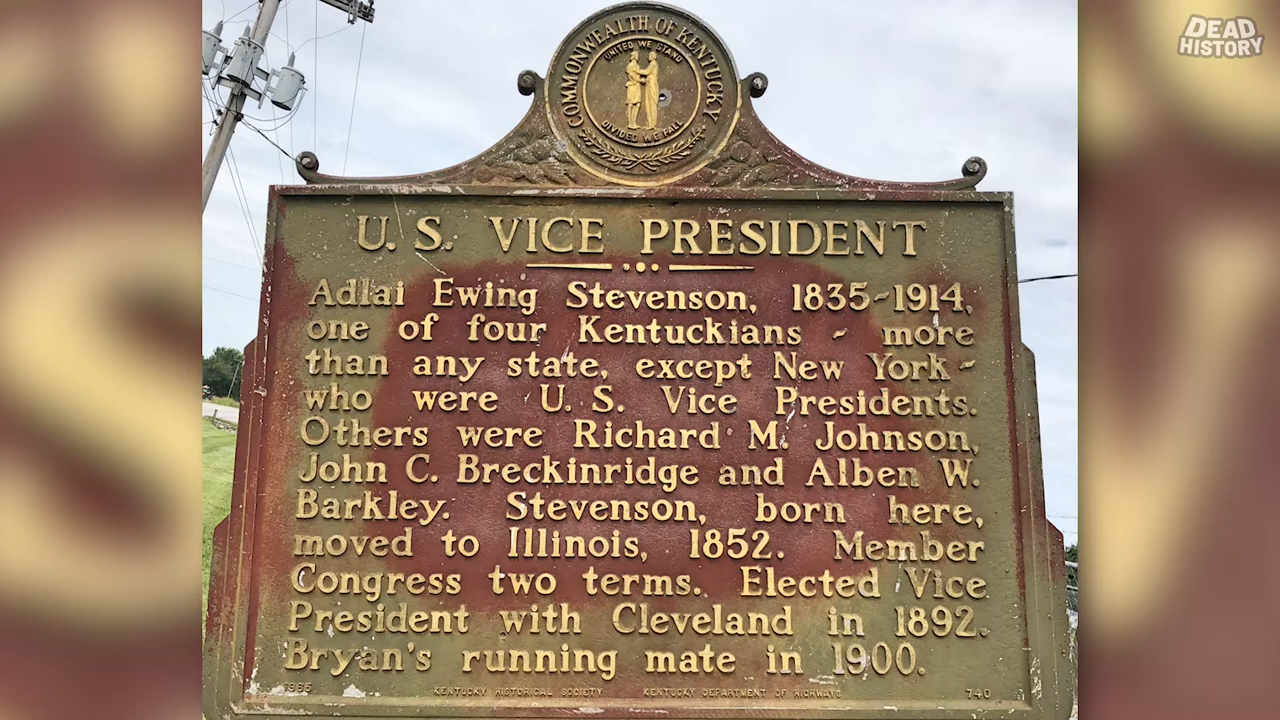 DEAD
HISTORY
COMMONWEALTH OF KENTUCKY
UNITED WE STAND
DIVIDED WE FALL
U. S. VICE PRESIDENT
Adlai Ewing Stevenson, 1835-1914,
one of four Kentuckians - more
than any state, except New York -
who were U. S. Vice Presidents.
Others were Richard M. Johnson,
John C. Breckinridge and Alben W.
Barkley. Stevenson, born here,
moved to Illinois, 1852. Member
Congress two terms. Elected Vice
President with Cleveland in 1892.
Bryan's running mate in 1900.
KENTUCKY HISTORICAL SOCIETY KENTUCKY DEPARTMENT OF HIGHWAYS 740